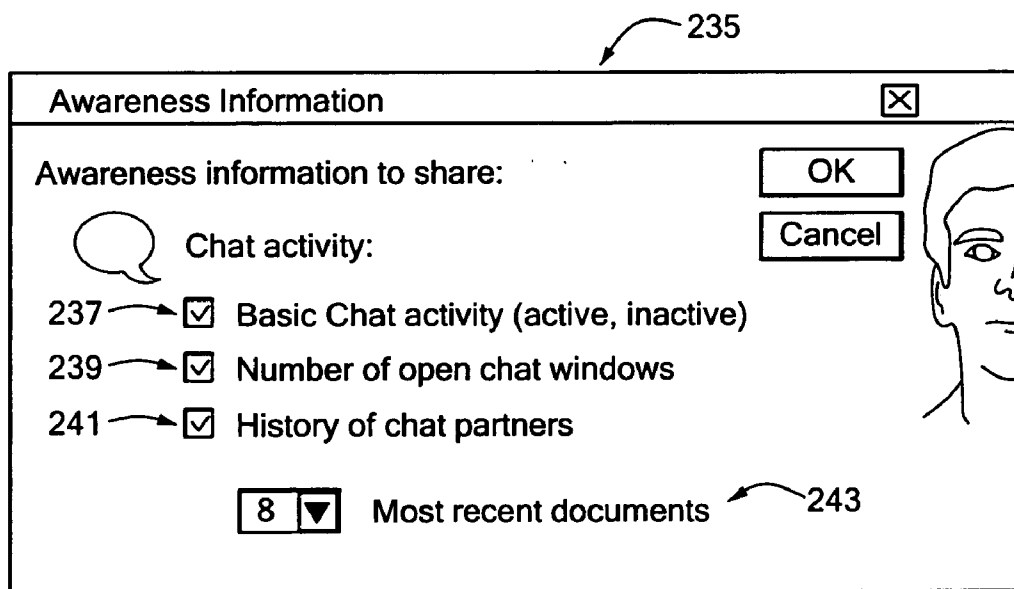 235
Awareness Information
Awareness information to share:
OK
Chat activity:
Cancel
237 Basic Chat activity (active, inactive)
239 Number of open chat windows
241 History of chat partners
8 Most recent documents 243